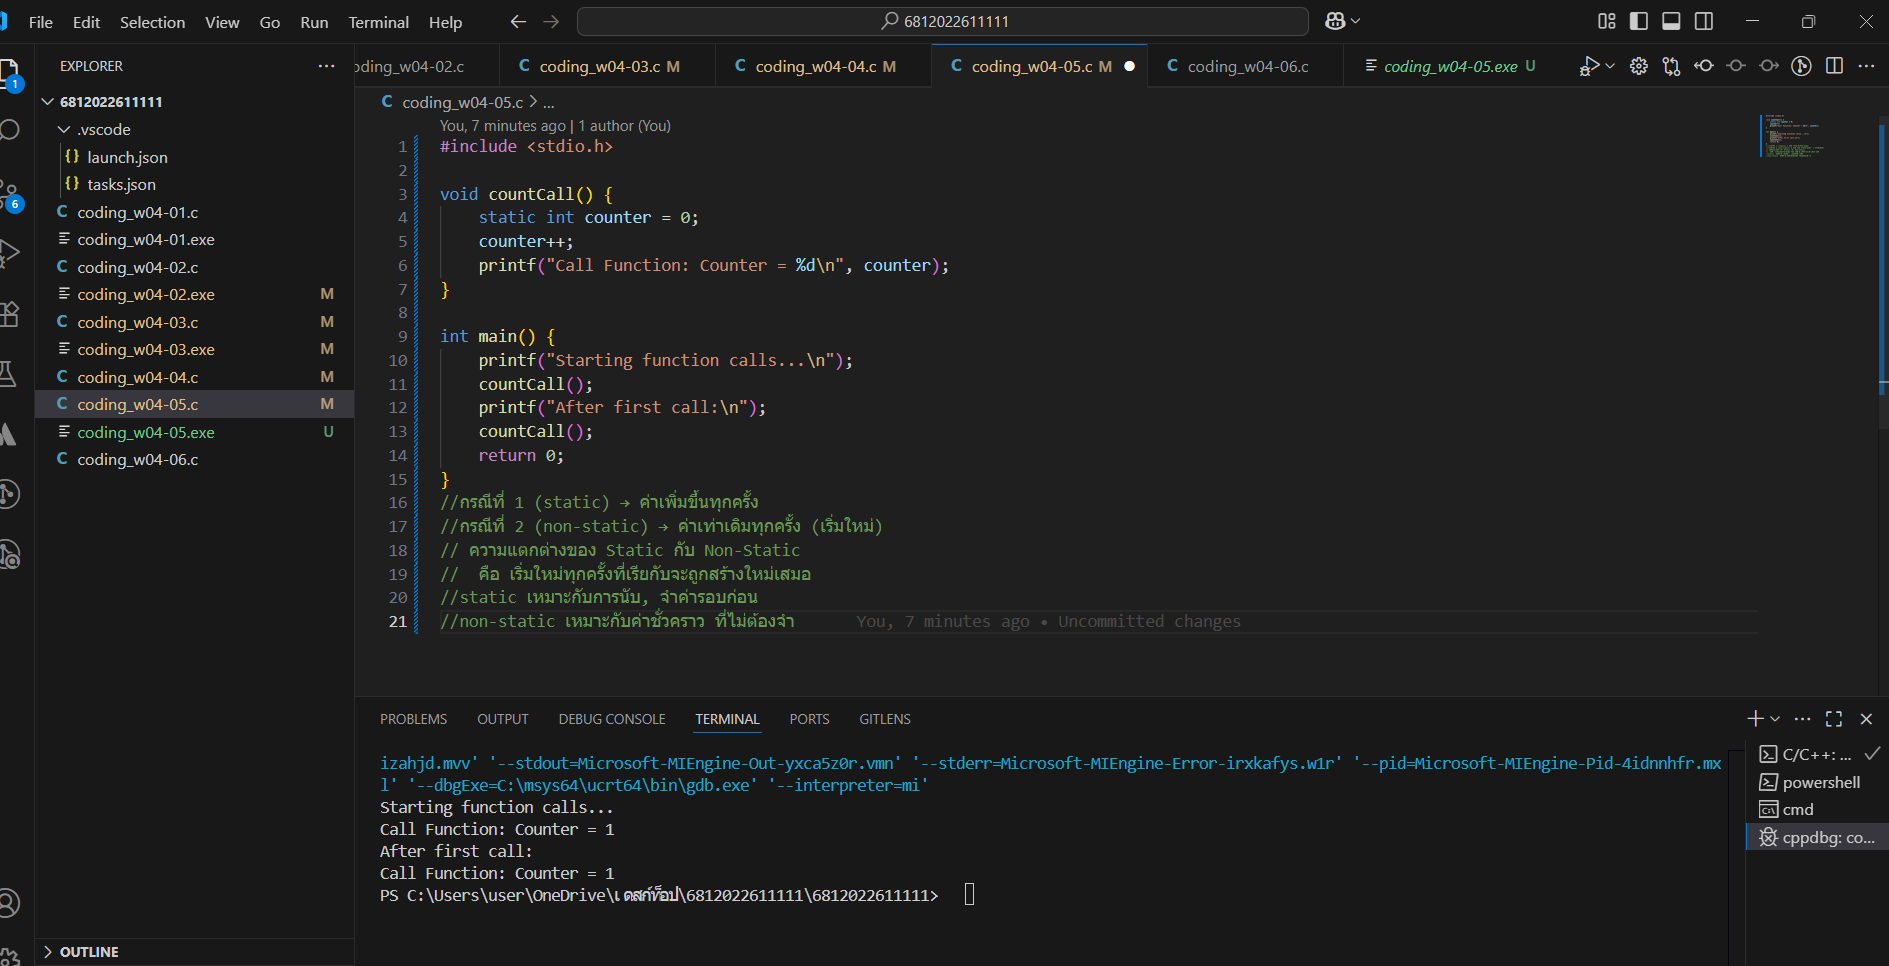 File Edit Selection View Go Run Terminal Help
6812022611111
EXPLORER
6812022611111
.vscode
launch.json
tasks.json
coding_w04-01.c
coding_w04-01.exe
coding_w04-02.c
coding_w04-02.exe M
coding_w04-03.c M
coding_w04-03.exe M
coding_w04-04.c M
coding_w04-05.c M
coding_w04-05.exe U
coding_w04-06.c
OUTLINE
1
6
oding_w04-02.c
C coding_w04-03.c M
C coding_w04-04.c M
C coding_w04-05.c M
C coding_w04-06.c
coding_w04-05.exe U
C coding_w04-05.c > ...
You, 7 minutes ago | 1 author (You)
1 #include <stdio.h>
2
3 void countCall() {
4 static int counter = 0;
5 counter++;
6 printf("Call Function: Counter = %d\n", counter);
7 }
8
9 int main() {
10 printf("Starting function calls...\n");
11 countCall();
12 printf("After first call:\n");
13 countCall();
14 return 0;
15 }
16 //กรณีที่ 1 (static) → ค่าเพิ่มขึ้นทุกครั้ง
17 //กรณีที่ 2 (non-static) → ค่าเท่าเดิมทุกครั้ง (เริ่มใหม่)
18 // ความแตกต่างของ Static กับ Non-Static
19 // คือ เริ่มใหม่ทุกครั้งที่เรียกับจะถูกสร้างใหม่เสมอ
20 //static เหมาะกับการนับ, จำค่ารอบก่อน
21 //non-static เหมาะกับค่าชั่วคราว ที่ไม่ต้องจำ You, 7 minutes ago • Uncommitted changes
PROBLEMS OUTPUT DEBUG CONSOLE TERMINAL PORTS GITLENS
izahjd.mvv' '--stdout=Microsoft-MIEngine-Out-yxca5z0r.vmn' '--stderr=Microsoft-MIEngine-Error-irxkafys.w1r' '--pid=Microsoft-MIEngine-Pid-4idnnhfr.mx
l' '--dbgExe=C:\msys64\ucrt64\bin\gdb.exe' '--interpreter=mi'
Starting function calls...
Call Function: Counter = 1
After first call:
Call Function: Counter = 1
PS C:\Users\user\OneDrive\เดสก์ท็อป\6812022611111\6812022611111>
C/C++: ...
powershell
cmd
cppdbg: co...